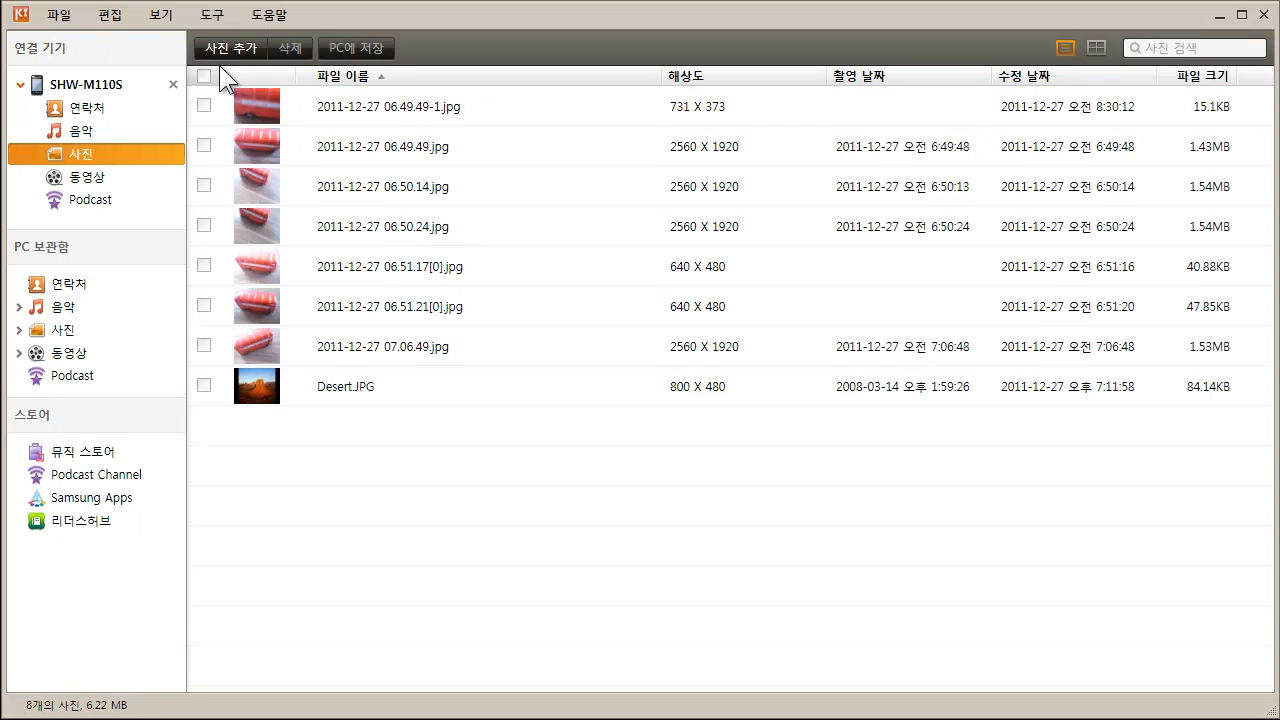 파일 편집 보기 도구 도움말
연결 기기
SHW-M110S
연락처
음악
사진
동영상
Podcast
PC 보관함
연락처
음악
사진
동영상
Podcast
스토어
뮤직 스토어
Podcast Channel
Samsung Apps
리더스허브
사진 추가 삭제 PC에 저장 사진 검색
파일 이름 해상도 촬영 날짜 수정 날짜 파일 크기
2011-12-27 06.49.49-1.jpg 731 X 373 2011-12-27 오전 8:30:12 15.1KB
2011-12-27 06.49.49.jpg 2560 X 1920 2011-12-27 오전 6:49:48 2011-12-27 오전 6:49:48 1.43MB
2011-12-27 06.50.14.jpg 2560 X 1920 2011-12-27 오전 6:50:13 2011-12-27 오전 6:50:14 1.54MB
2011-12-27 06.50.24.jpg 2560 X 1920 2011-12-27 오전 6:50:24 2011-12-27 오전 6:50:24 1.54MB
2011-12-27 06.51.17[0].jpg 640 X 480 2011-12-27 오전 6:51:16 40.88KB
2011-12-27 06.51.21[0].jpg 640 X 480 2011-12-27 오전 6:51:20 47.85KB
2011-12-27 07.06.49.jpg 2560 X 1920 2011-12-27 오전 7:06:48 2011-12-27 오전 7:06:48 1.53MB
Desert.JPG 800 X 480 2008-03-14 오후 1:59:26 2011-12-27 오후 7:11:58 84.14KB
8개의 사진, 6.22 MB